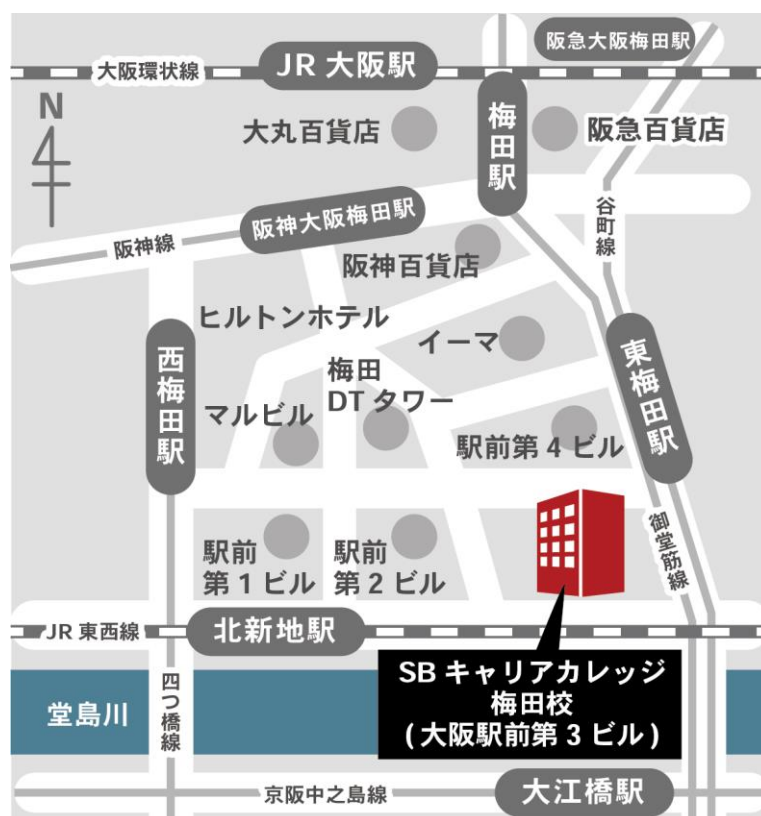 阪急大阪梅田駅
JR 大阪駅
大阪環状線
N
大丸百貨店
梅田駅
阪急百貨店
阪神大阪梅田駅
阪神線
谷町線
阪神百貨店
ヒルトンホテル
イーマ
西梅田駅
梅田
DT タワー
東梅田駅
マルビル
駅前第 4 ビル
御堂筋線
駅前
第 1 ビル
駅前
第 2 ビル
JR 東西線
北新地駅
SB キャリアカレッジ
梅田校
( 大阪駅前第 3 ビル )
堂島川
四つ橋線
京阪中之島線
大江橋駅